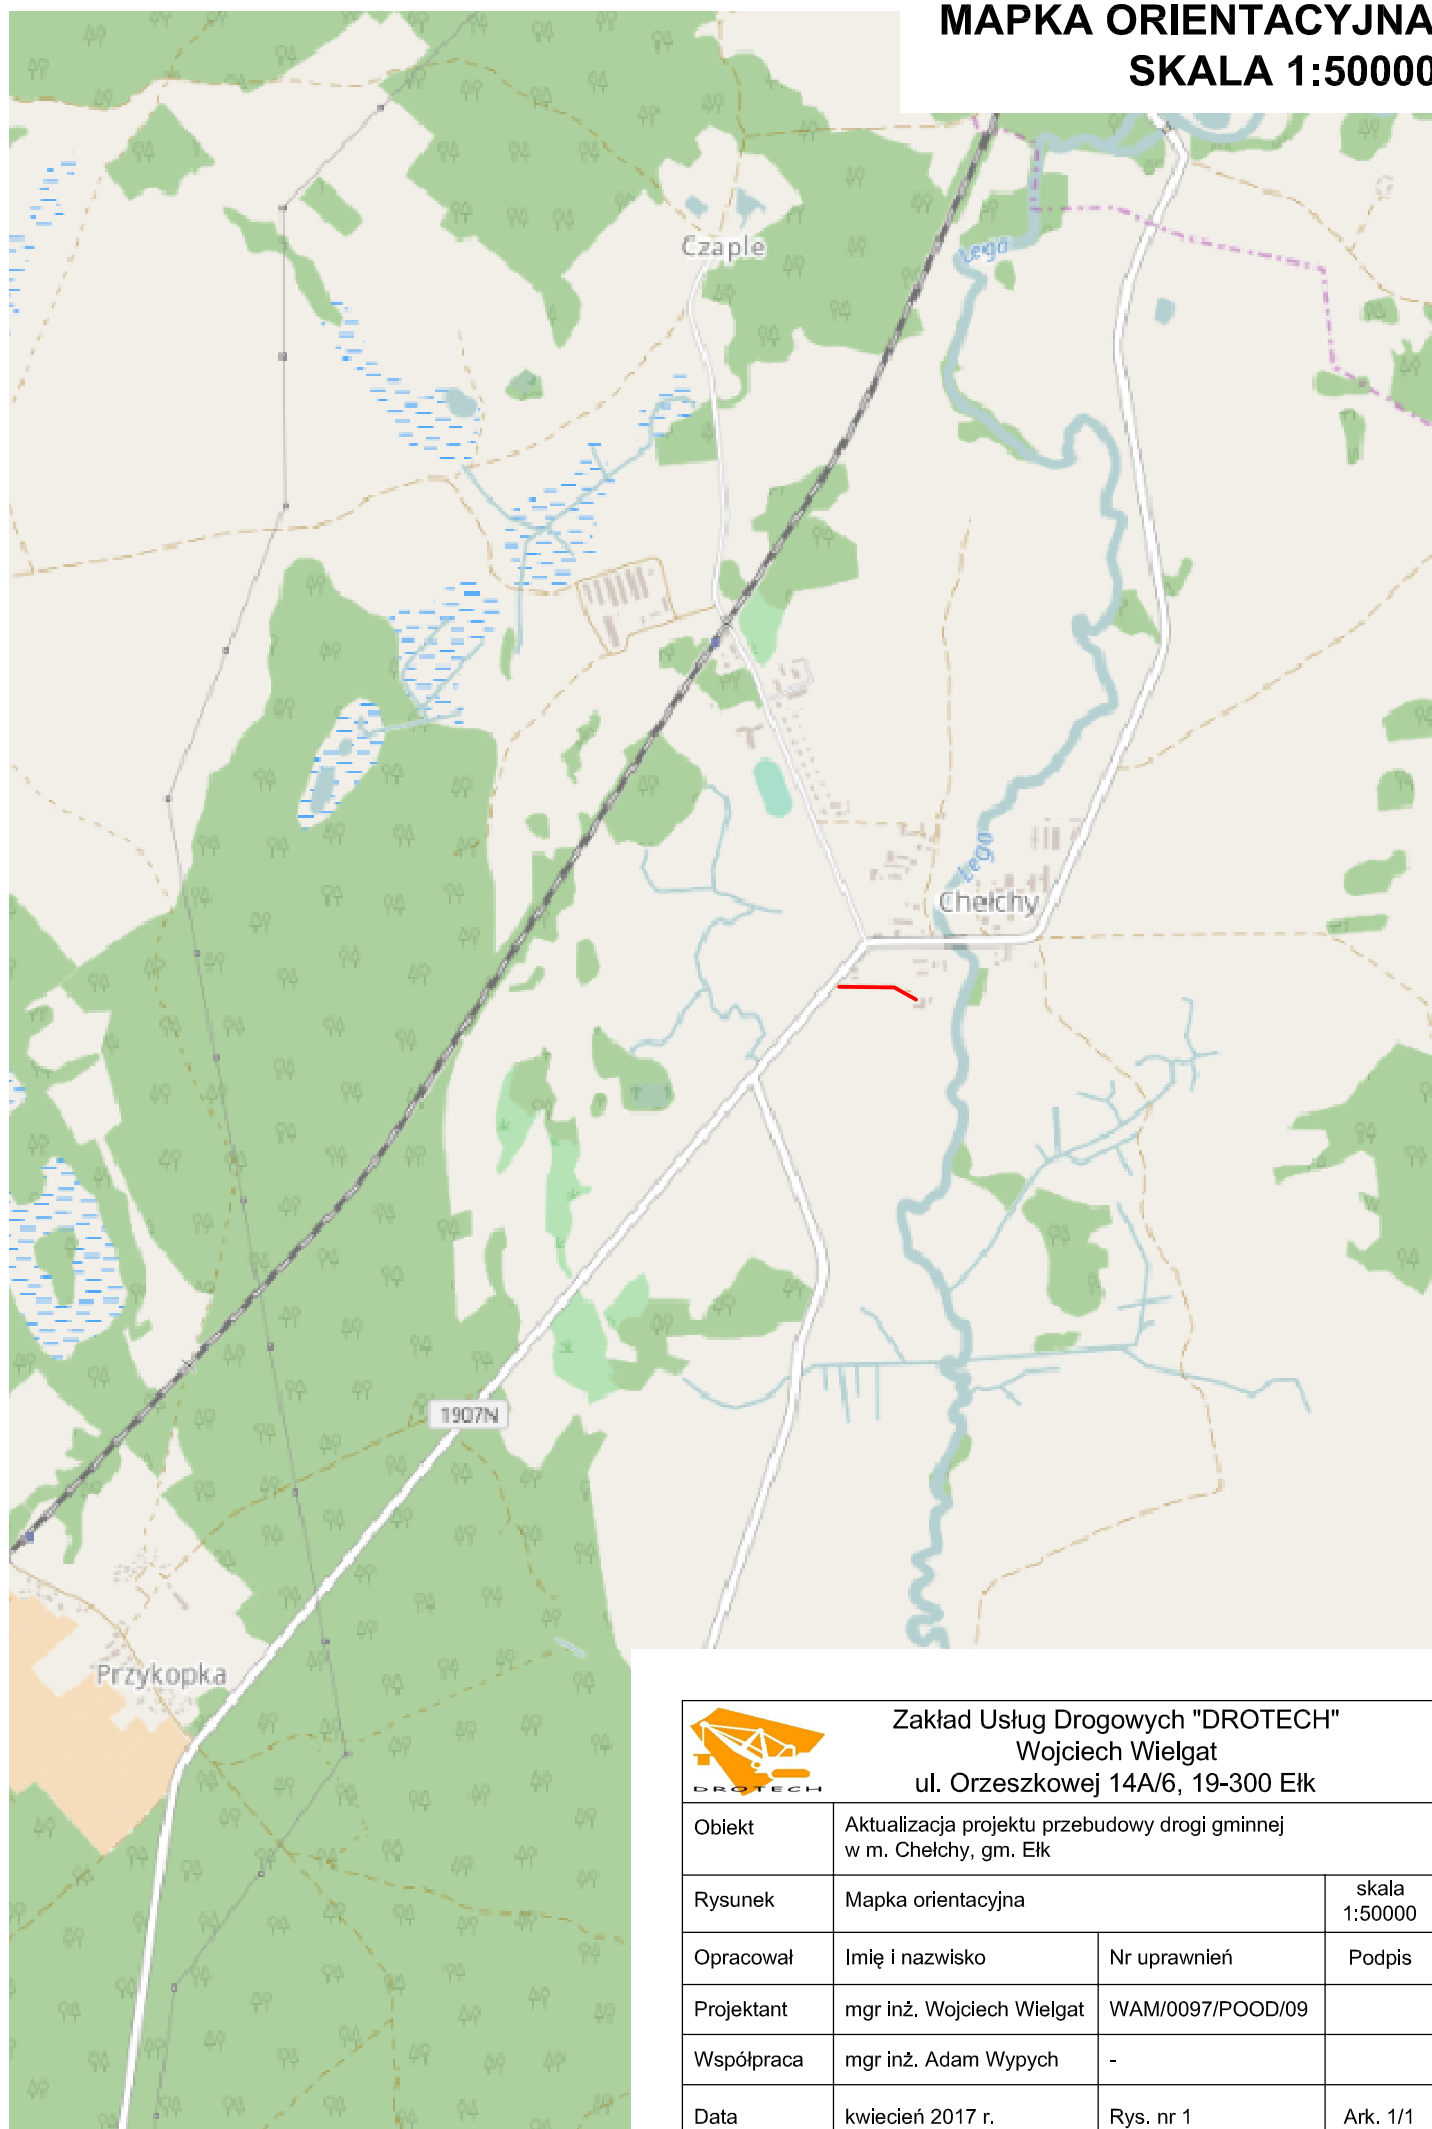 MAPKA ORIENTACYJNA
SKALA 1:50000
Czaple
Łega
Łega
Chełchy
1907N
Przykopka
DROTECH
Zakład Usług Drogowych "DROTECH"
Wojciech Wielgat
ul. Orzeszkowej 14A/6, 19-300 Ełk
Obiekt
Aktualizacja projektu przebudowy drogi gminnej
w m. Chełchy, gm. Ełk
Rysunek
Mapka orientacyjna
skala
1:50000
Opracował
Imię i nazwisko
Nr uprawnień
Podpis
Projektant
mgr inż. Wojciech Wielgat
WAM/0097/POOD/09
Współpraca
mgr inż. Adam Wypych
-
Data
kwiecień 2017 r.
Rys. nr 1
Ark. 1/1